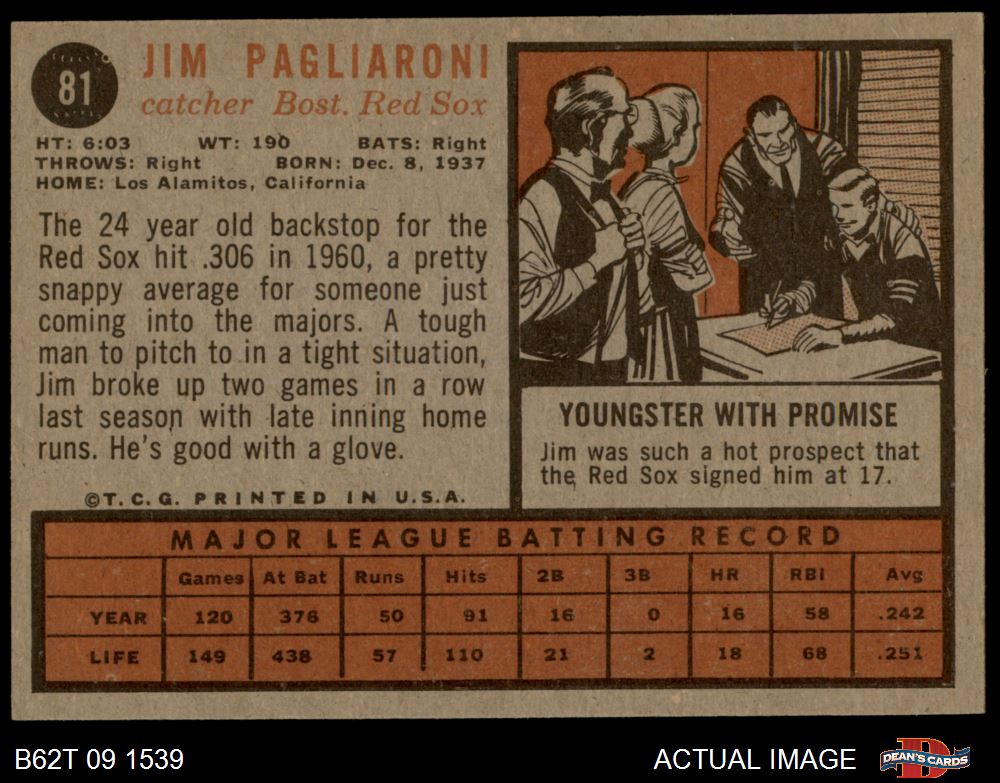 81
JIM PAGLIARONI
catcher Bost. Red Sox
HT: 6:03 WT: 190 BATS: Right
THROWS: Right BORN: Dec. 8, 1937
HOME: Los Alamitos, California
The 24 year old backstop for the
Red Sox hit .306 in 1960, a pretty
snappy average for someone just
coming into the majors. A tough
man to pitch to in a tight situation,
Jim broke up two games in a row
last season with late inning home
runs. He's good with a glove.
©T.C.G. PRINTED IN U.S.A.
YOUNGSTER WITH PROMISE
Jim was such a hot prospect that
the Red Sox signed him at 17.
MAJOR LEAGUE BATTING RECORD
Games At Bat Runs Hits 2B 3B HR RBI Avg
YEAR 120 376 50 91 16 0 16 58 .242
LIFE 149 438 57 110 21 2 18 68 .251
B62T 09 1539 ACTUAL IMAGE DEAN'S CARDS